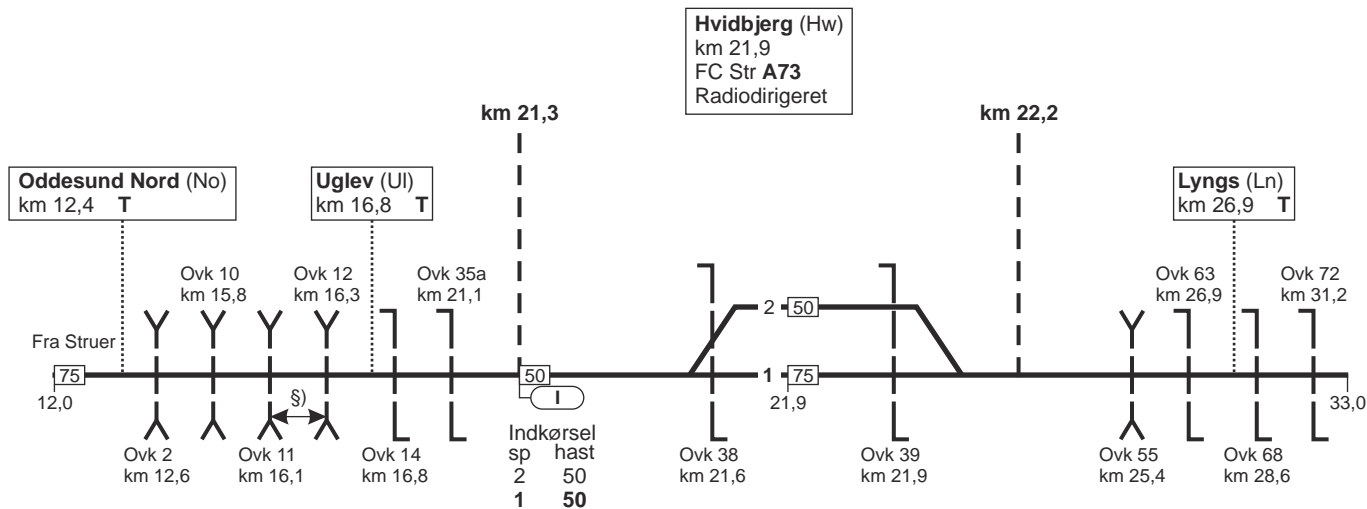 Hvidbjerg (Hw)
km 21,9
FC Str A73
Radiodirigeret
km 21,3
km 22,2
Oddesund Nord (No)
km 12,4 T
Uglev (Ul)
km 16,8 T
Lyngs (Ln)
km 26,9 T
Ovk 10
km 15,8
Ovk 12
km 16,3
Ovk 35a
km 21,1
Ovk 63
km 26,9
Ovk 72
km 31,2
Fra Struer
2 50
75
50
1 75
12,0
§)
I
21,9
33,0
Ovk 2
km 12,6
Ovk 11
km 16,1
Ovk 14
km 16,8
Indkørsel
sp hast
2 50
1 50
Ovk 38
km 21,6
Ovk 39
km 21,9
Ovk 55
km 25,4
Ovk 68
km 28,6